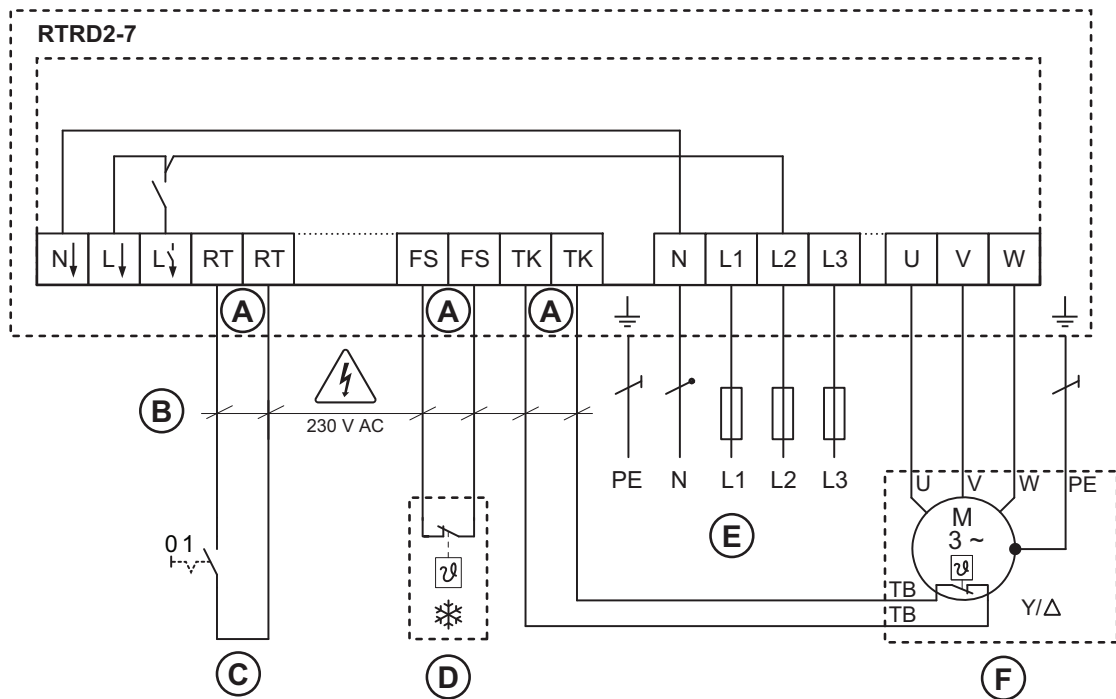 RTRD2-7
N L L RT RT FS FS TK TK N L1 L2 L3 U V W
A A A
B
230 V AC
PE N L1 L2 L3
U V W PE
M
3 ~
ϑ
0 1
E
ϑ
TB
TB
Y/Δ
C D F